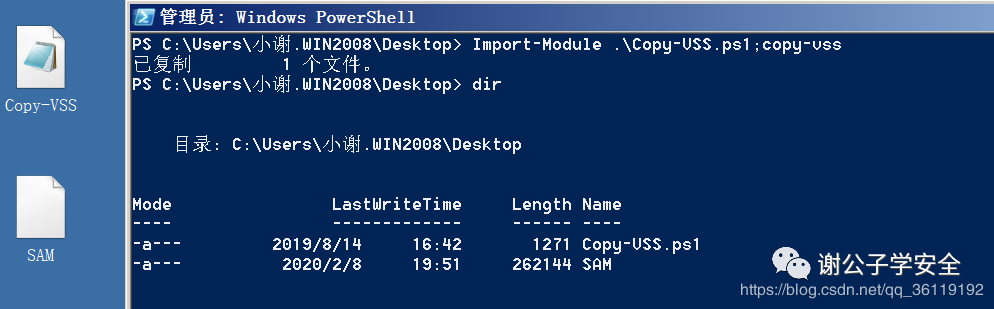 管理员: Windows PowerShell
PS C:\Users\小谢.WIN2008\Desktop> Import-Module .\Copy-VSS.ps1;copy-vss
已复制         1 个文件。
PS C:\Users\小谢.WIN2008\Desktop> dir
目录: C:\Users\小谢.WIN2008\Desktop
Mode                LastWriteTime     Length Name
----                -------------     ------ ----
-a---         2019/8/14     16:42       1271 Copy-VSS.ps1
-a---          2020/2/8     19:51     262144 SAM
Copy-VSS
SAM
谢公子学安全
https://blog.csdn.net/qq_36119192